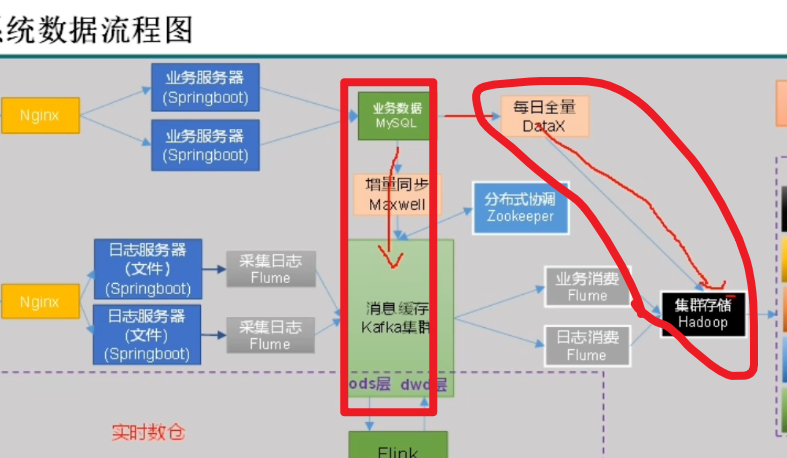 系统数据流程图
Nginx
业务服务器
(Springboot)
业务服务器
(Springboot)
业务数据
MySQL
每日全量
DataX
增量同步
Maxwell
分布式协调
Zookeeper
Nginx
日志服务器
(文件)
(Springboot)
日志服务器
(文件)
(Springboot)
采集日志
Flume
采集日志
Flume
消息缓存
Kafka集群
业务消费
Flume
日志消费
Flume
集群存储
Hadoop
ods层 dwd层
实时数仓
Flink